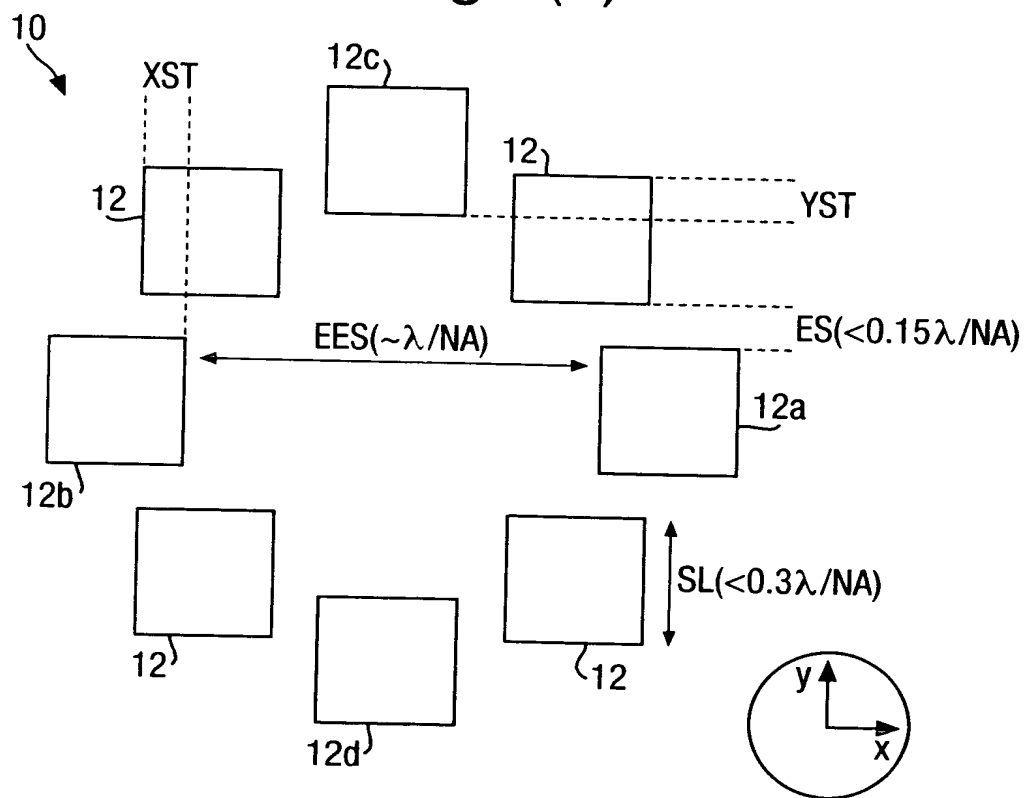 10
XST
12c
12
12
YST
EES(~λ/NA)
ES(<0.15λ/NA)
12a
12b
SL(<0.3λ/NA)
12
12
12d
y
x